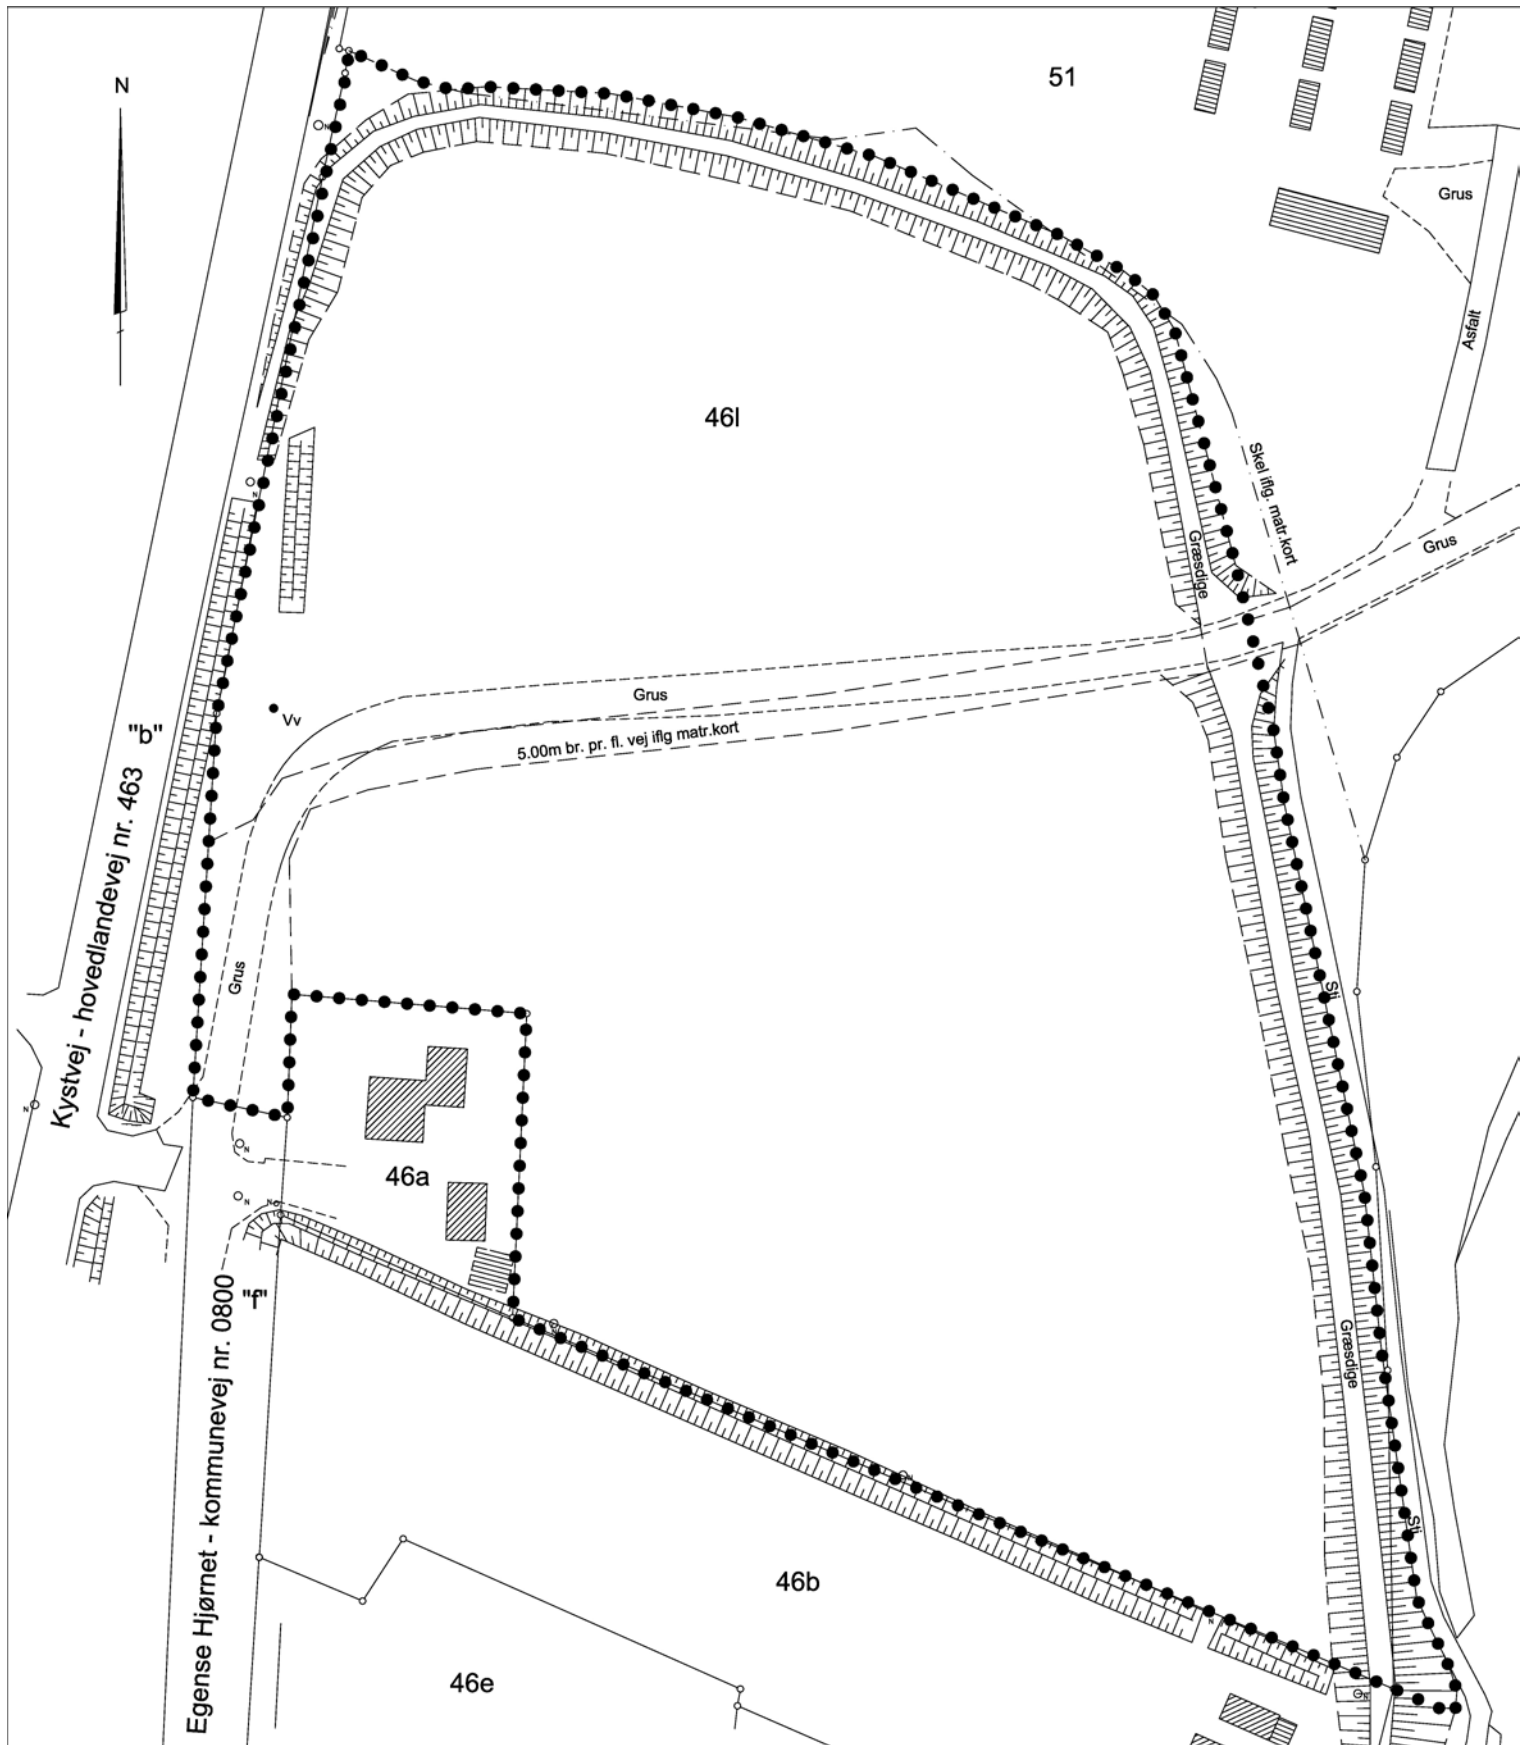 N
51
Grus
Asfalt
46l
Skel iflg. matr.kort
Græsdige
Grus
Grus
Vv
"b"
5.00m br. pr. fl. vej iflg matr.kort
Kystvej - hovedlandevej nr. 463
Grus
Sti
46a
"f"
Græsdige
Egense Hjørnet - kommunevej nr. 0800
Sti
46b
46e
N
N
N
N
N
N
N
N